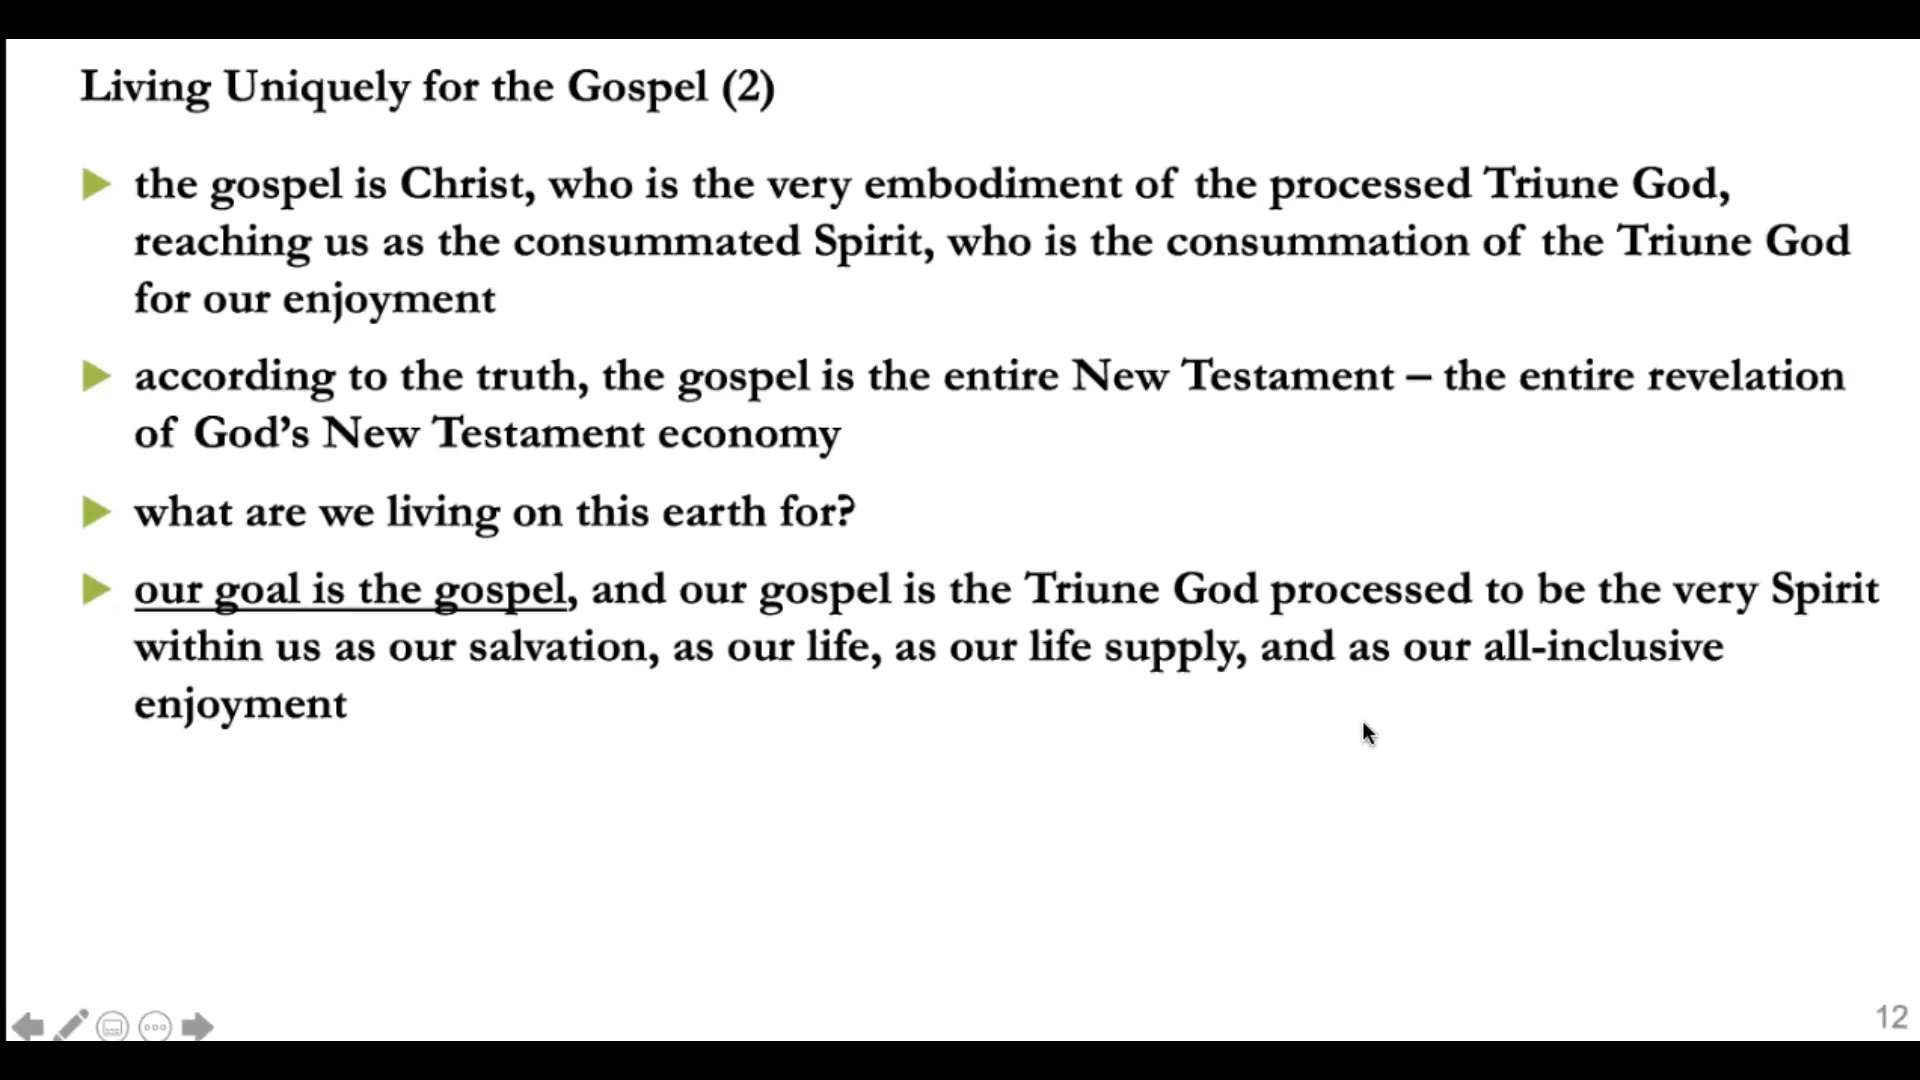 Living Uniquely for the Gospel (2)
the gospel is Christ, who is the very embodiment of the processed Triune God,
reaching us as the consummated Spirit, who is the consummation of the Triune God
for our enjoyment
according to the truth, the gospel is the entire New Testament – the entire revelation
of God’s New Testament economy
what are we living on this earth for?
our goal is the gospel, and our gospel is the Triune God processed to be the very Spirit
within us as our salvation, as our life, as our life supply, and as our all-inclusive
enjoyment
12